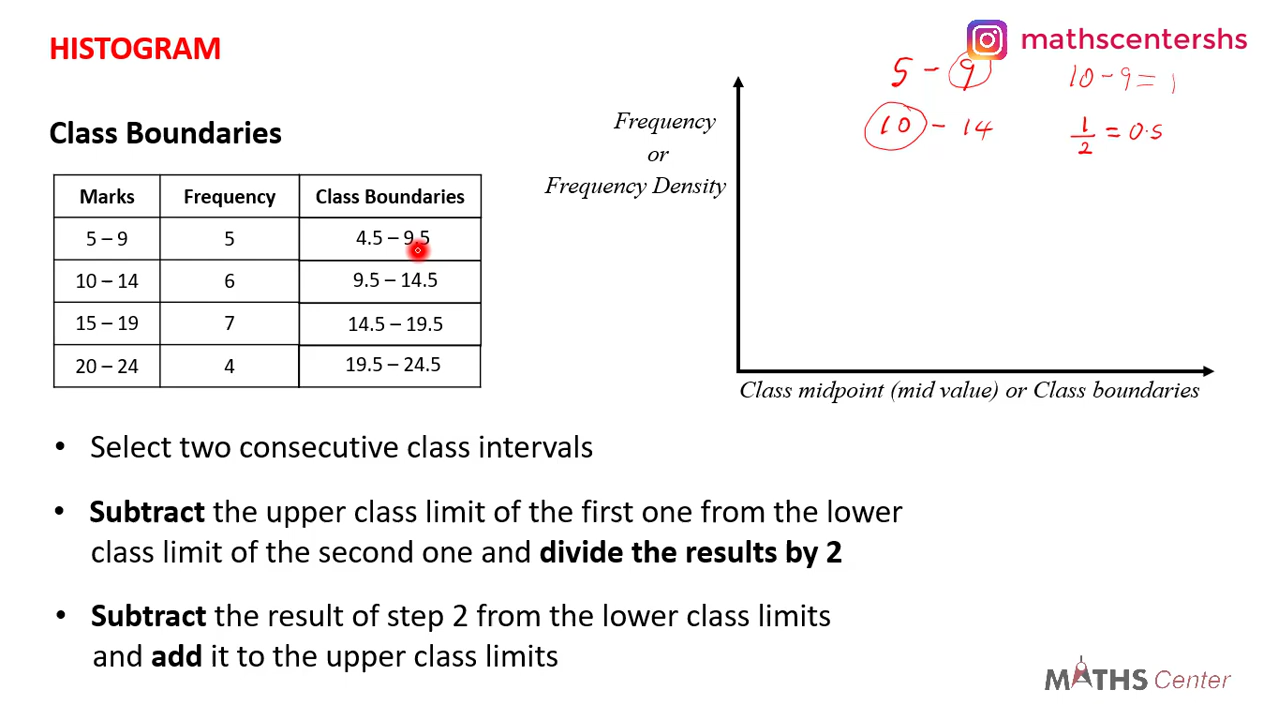 HISTOGRAM
mathscentershs
5 - 9
10 - 9 = 1
10 - 14
1/2 = 0.5
Class Boundaries
Frequency
or
Frequency Density
Marks Frequency Class Boundaries
5 – 9 5 4.5 – 9.5
10 – 14 6 9.5 – 14.5
15 – 19 7 14.5 – 19.5
20 – 24 4 19.5 – 24.5
Class midpoint (mid value) or Class boundaries
• Select two consecutive class intervals
• Subtract the upper class limit of the first one from the lower
class limit of the second one and divide the results by 2
• Subtract the result of step 2 from the lower class limits
and add it to the upper class limits
MATHS Center